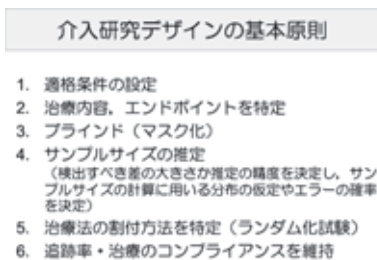 介入研究デザインの基本原則
1. 適格条件の設定
2. 治療内容，エンドポイントを特定
3. ブラインド（マスク化）
4. サンプルサイズの推定
（検出すべき差の大きさか推定の精度を決定し，サン
プルサイズの計算に用いる分布の仮定やエラーの確率
を決定）
5. 治療法の割付方法を特定（ランダム化試験）
6. 追跡率・治療のコンプライアンスを維持